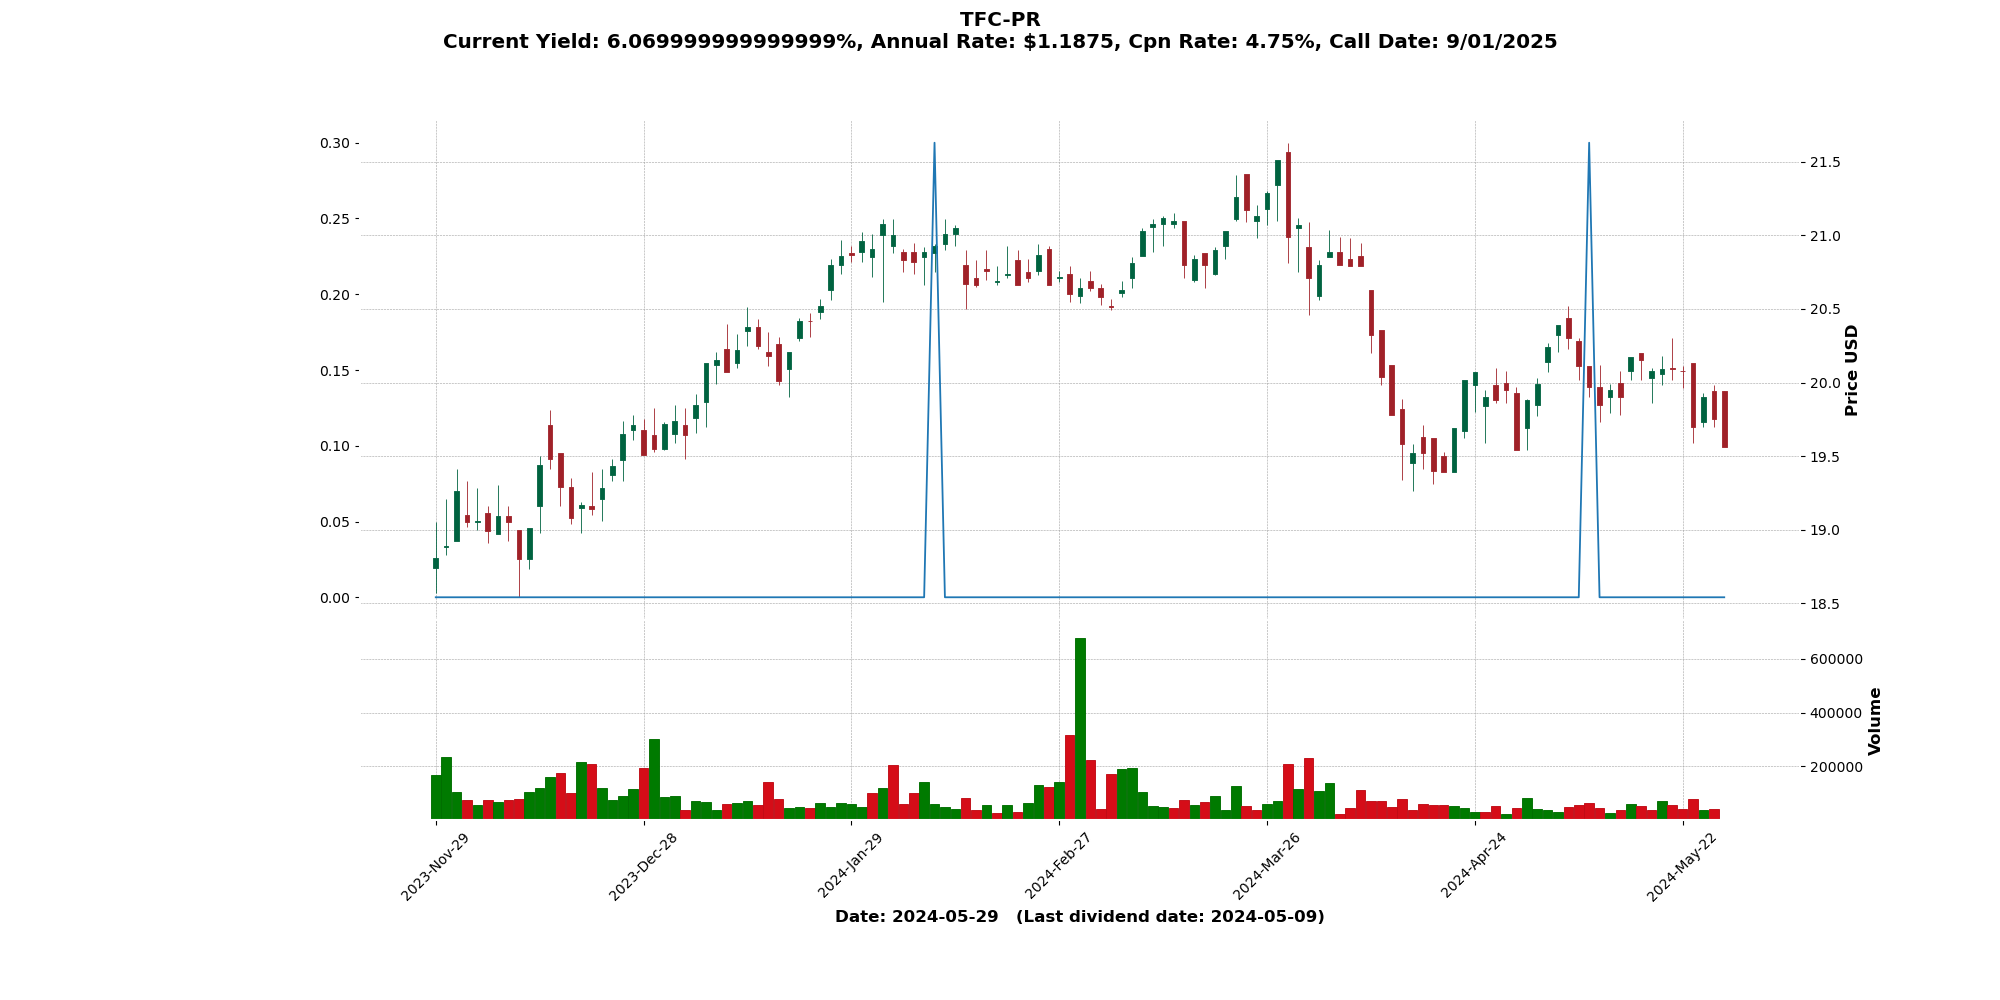 TFC-PR
Current Yield: 6.069999999999999%, Annual Rate: $1.1875, Cpn Rate: 4.75%, Call Date: 9/01/2025
0.30
0.25
0.20
0.15
0.10
0.05
0.00
21.5
21.0
20.5
20.0
19.5
19.0
18.5
Price USD
600000
400000
200000
Volume
2023-Nov-29
2023-Dec-28
2024-Jan-29
2024-Feb-27
2024-Mar-26
2024-Apr-24
2024-May-22
Date: 2024-05-29 (Last dividend date: 2024-05-09)